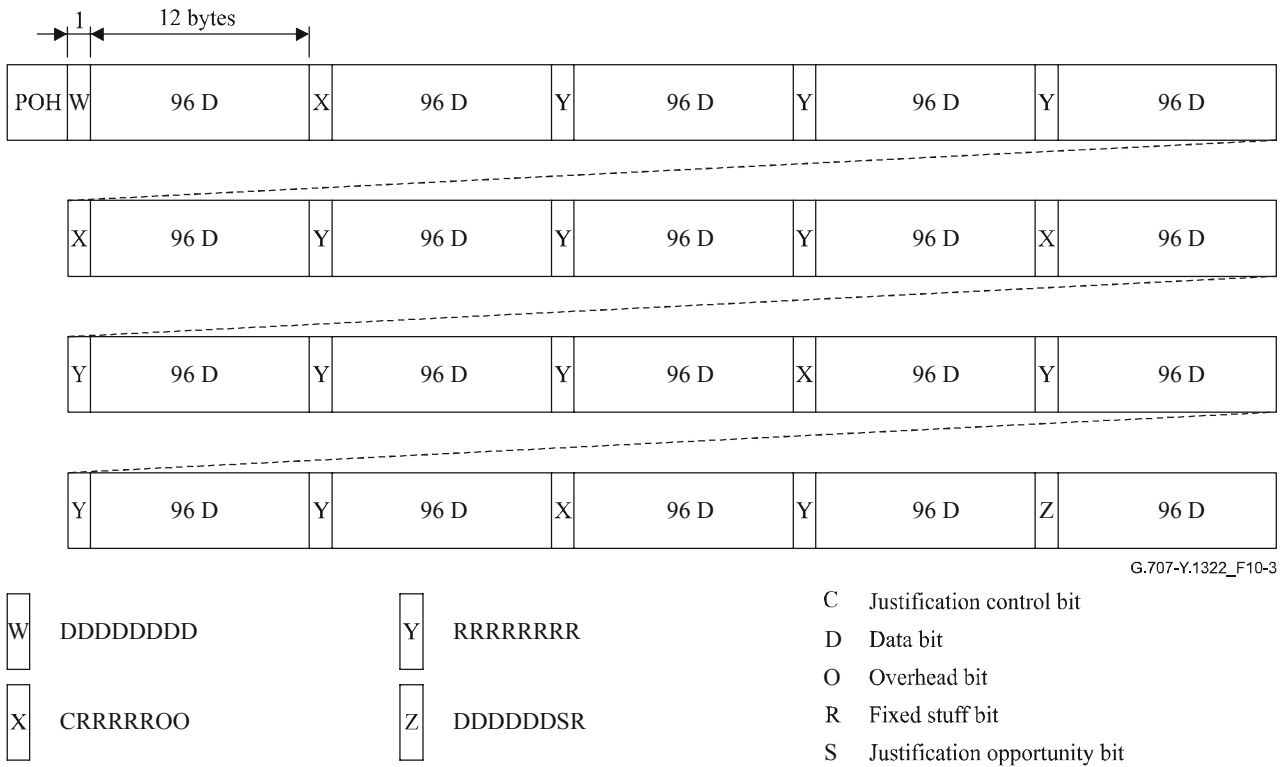 1 12 bytes
POH W 96 D X 96 D Y 96 D Y 96 D Y 96 D
X 96 D Y 96 D Y 96 D Y 96 D X 96 D
Y 96 D Y 96 D Y 96 D X 96 D Y 96 D
Y 96 D Y 96 D X 96 D Y 96 D Z 96 D
G.707-Y.1322_F10-3
W DDDDDDDD
Y RRRRRRRR
X CRRRRROO
Z DDDDDDSR
C Justification control bit
D Data bit
O Overhead bit
R Fixed stuff bit
S Justification opportunity bit